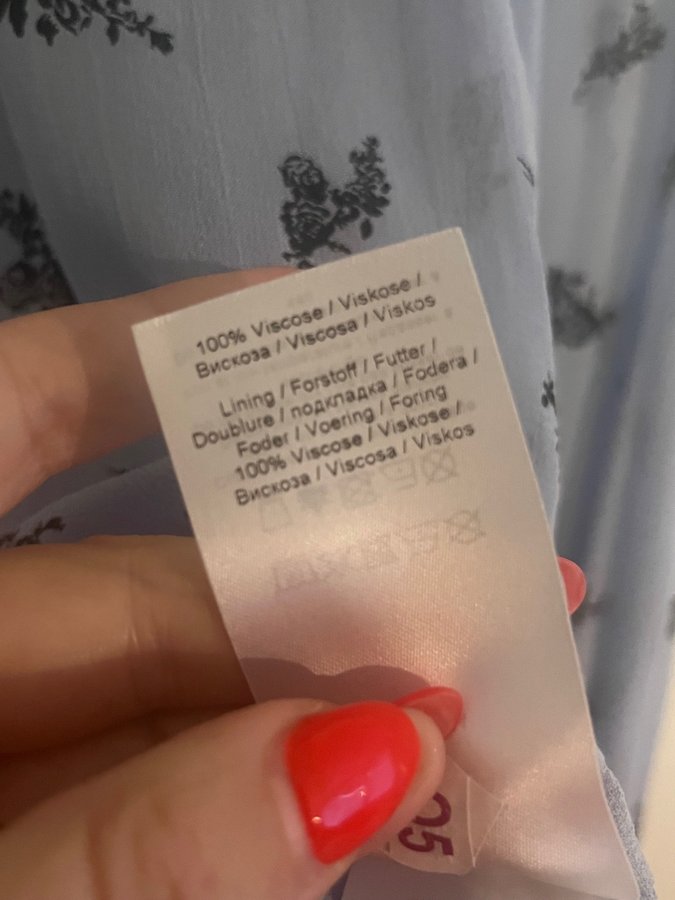 100% Viscose / Viskose /
Вискоза / Viscosa / Viskos
Lining / Forstoff / Futter /
Doublure / подкладка / Fodera /
Foder / Voering / Foring
100% Viscose / Viskose /
Вискоза / Viscosa / Viskos
05